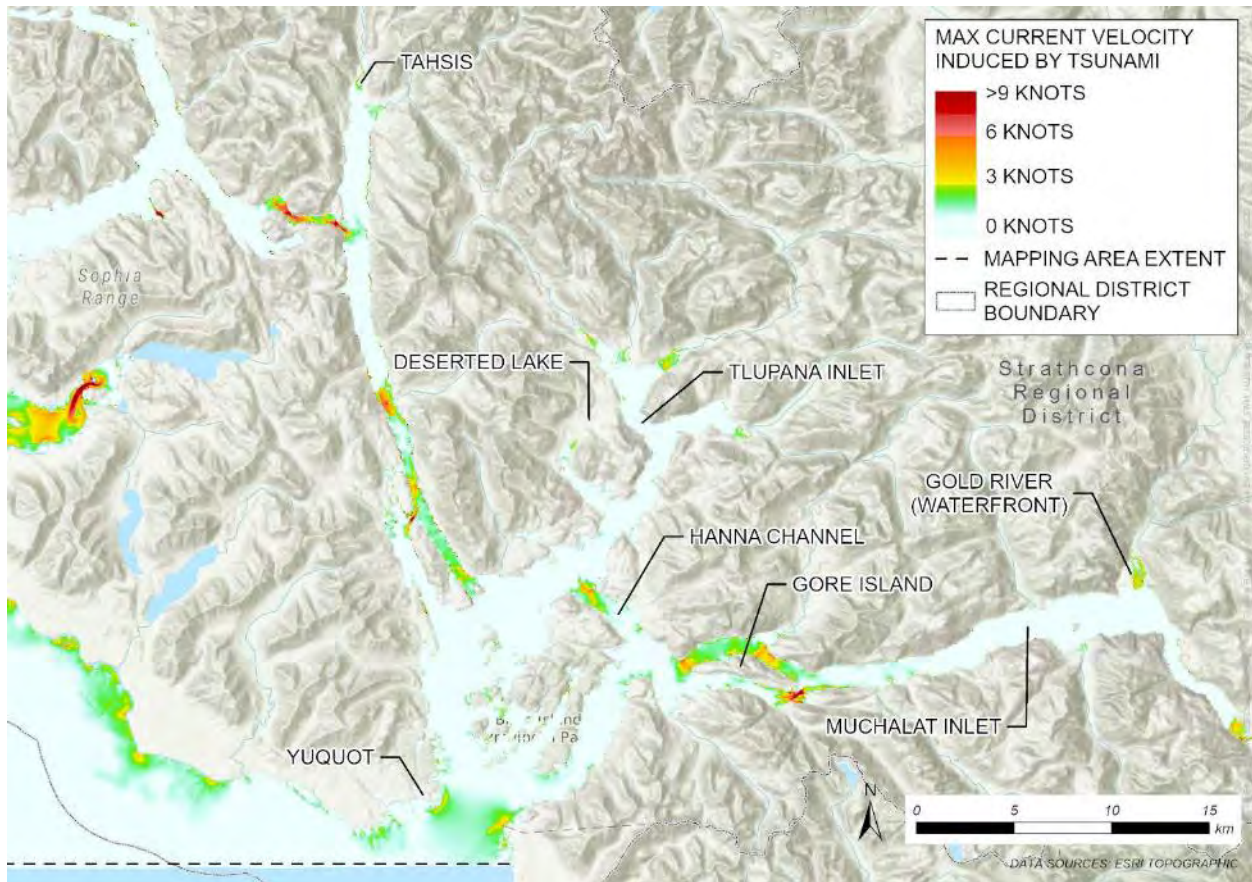 MAX CURRENT VELOCITY
INDUCED BY TSUNAMI
>9 KNOTS
6 KNOTS
3 KNOTS
0 KNOTS
MAPPING AREA EXTENT
REGIONAL DISTRICT
BOUNDARY
TAHSIS
Sophia
Range
DESERTED LAKE
TLUPANA INLET
Strathcona
Regional
District
GOLD RIVER
(WATERFRONT)
HANNA CHANNEL
GORE ISLAND
MUCHALAT INLET
YUQUOT
N
0 5 10 15
km
DATA SOURCES: ESRI TOPOGRAPHIC